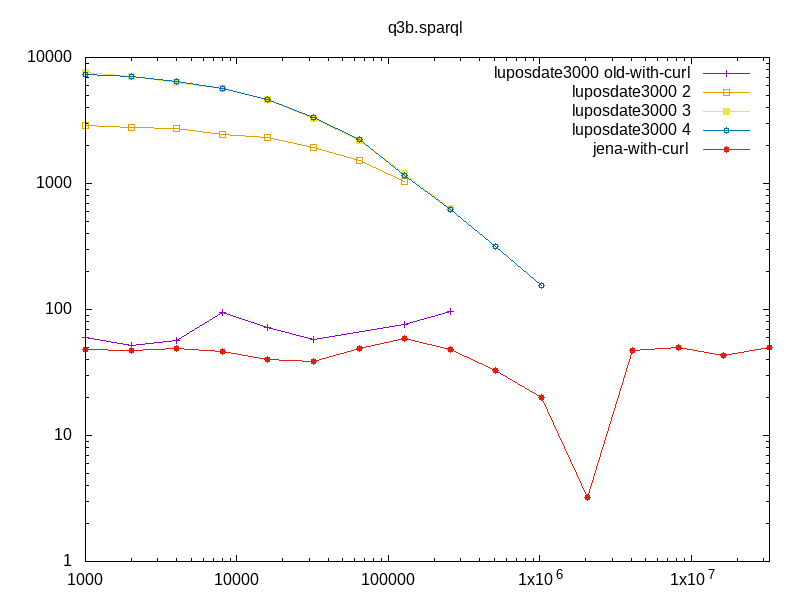 q3b.sparql
10000
1000
100
10
1
luposdate3000 old-with-curl
luposdate3000 2
luposdate3000 3
luposdate3000 4
jena-with-curl
1000
10000
100000
1x10^6
1x10^7